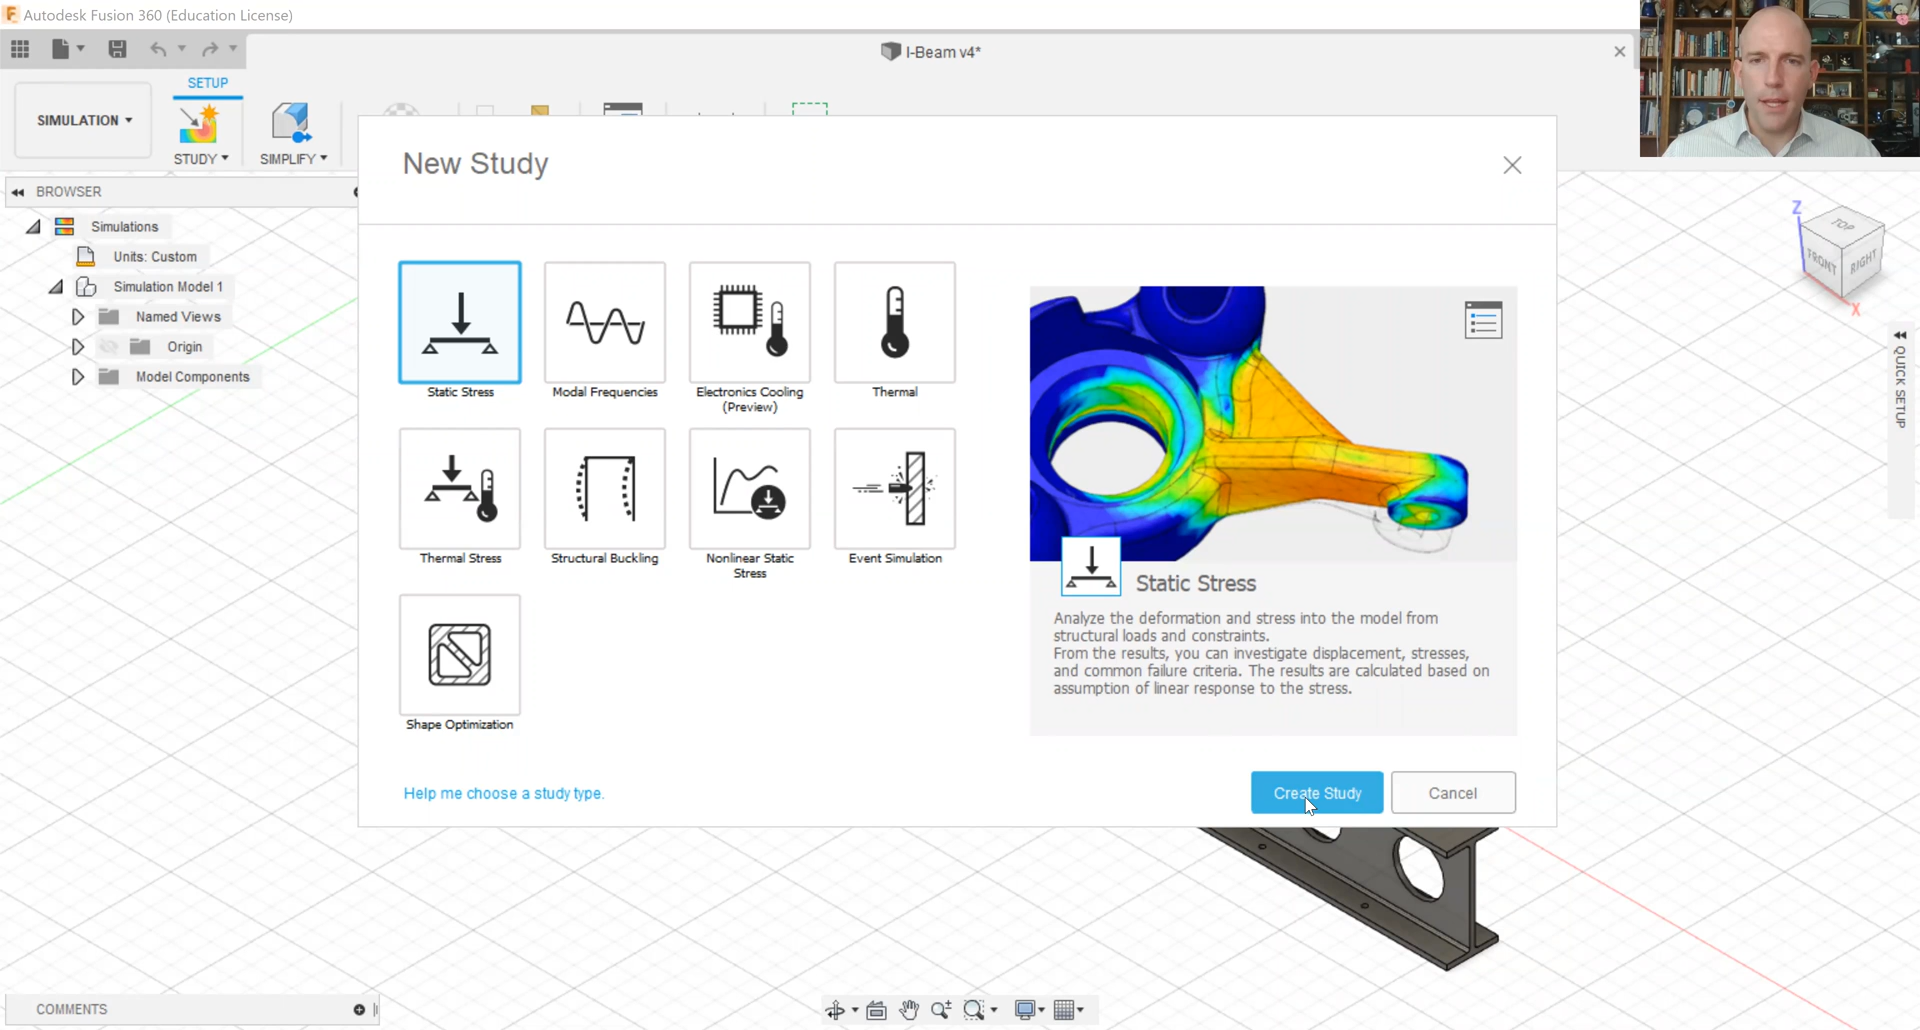 Autodesk Fusion 360 (Education License)
I-Beam v4*
SETUP
SIMULATION
STUDY
SIMPLIFY
New Study
BROWSER
Simulations
Units: Custom
Simulation Model 1
Named Views
Origin
Model Components
Static Stress
Modal Frequencies
Electronics Cooling
(Preview)
Thermal
Thermal Stress
Structural Buckling
Nonlinear Static
Stress
Event Simulation
Shape Optimization
Static Stress
Analyze the deformation and stress into the model from
structural loads and constraints.
From the results, you can investigate displacement, stresses,
and common failure criteria. The results are calculated based on
assumption of linear response to the stress.
Help me choose a study type.
Create Study
Cancel
Z
TOP
FRONT
RIGHT
X
QUICK SETUP
COMMENTS